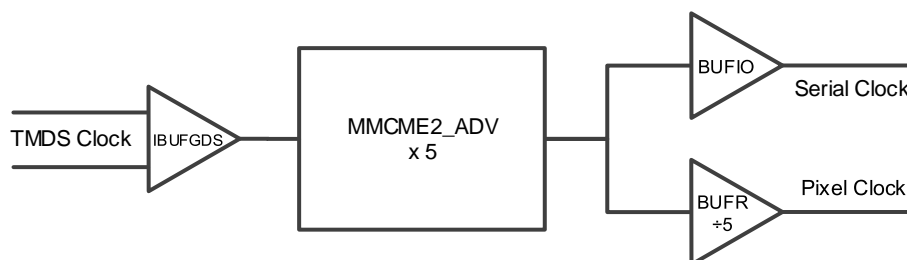 TMDS Clock
IBUFGDS
MMCME2_ADV
x 5
BUFIO
Serial Clock
BUFR
÷5
Pixel Clock